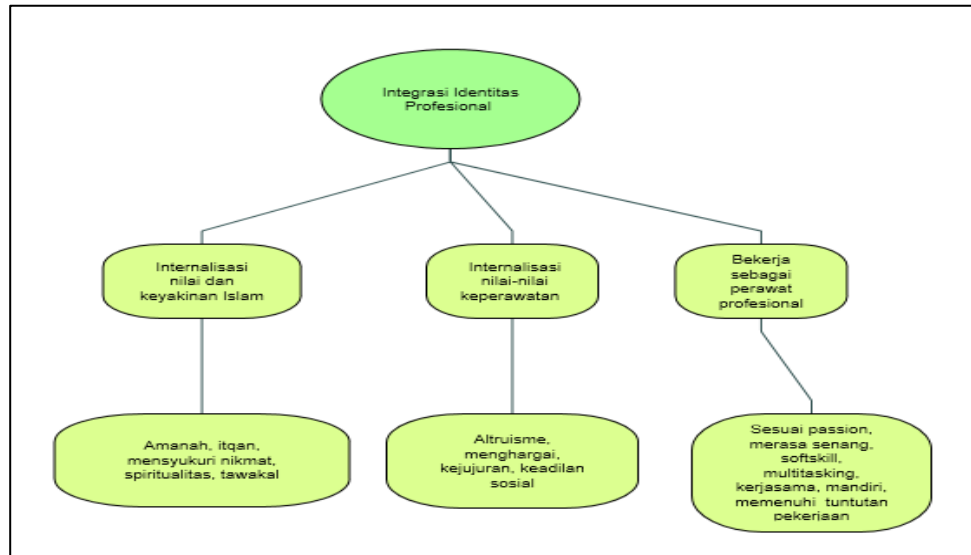 Integrasi Identitas
Profesional
Internalisasi
nilai dan
keyakinan Islam
Internalisasi
nilai-nilai
keperawatan
Bekerja
sebagai
perawat
profesional
Amanah, itqan,
mensyukuri nikmat,
spiritualitas, tawakal
Altruisme,
menghargai,
kejujuran, keadilan
sosial
Sesuai passion,
merasa senang,
softskill,
multitasking,
kerjasama, mandiri,
memenuhi tuntutan
pekerjaan